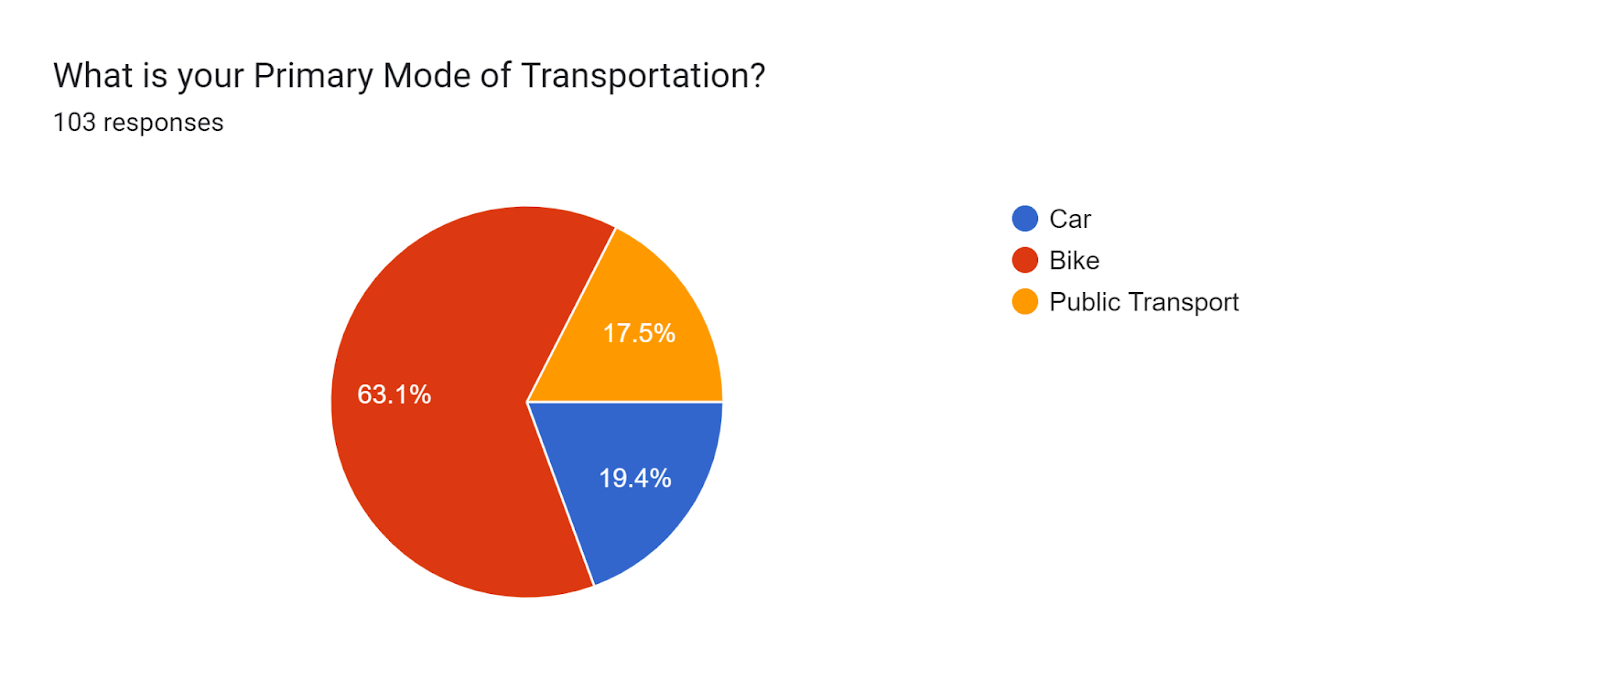 What is your Primary Mode of Transportation?
103 responses
Car
Bike
Public Transport
17.5%
63.1%
19.4%